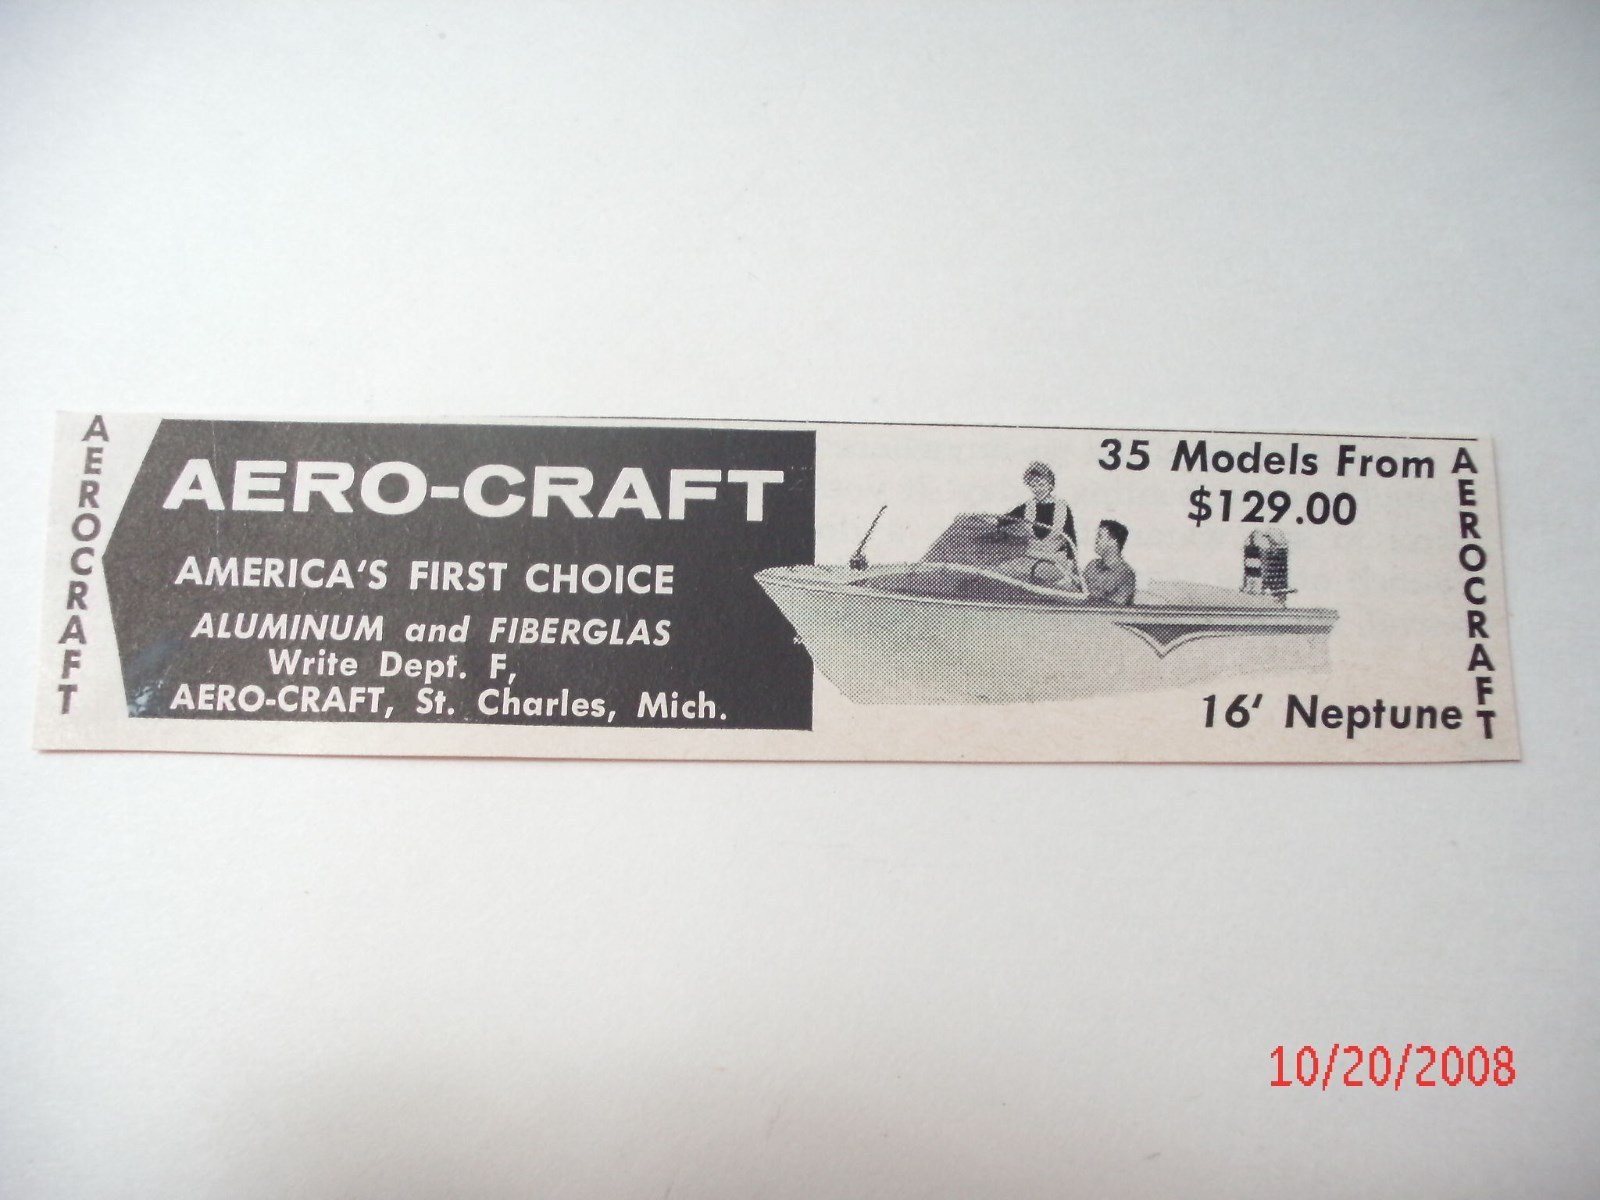 AEROCRAFT
AERO-CRAFT
AMERICA'S FIRST CHOICE
ALUMINUM and FIBERGLAS
Write Dept. F,
AERO-CRAFT, St. Charles, Mich.
35 Models From
$129.00
16' Neptune
AEROCRAFT
10/20/2008